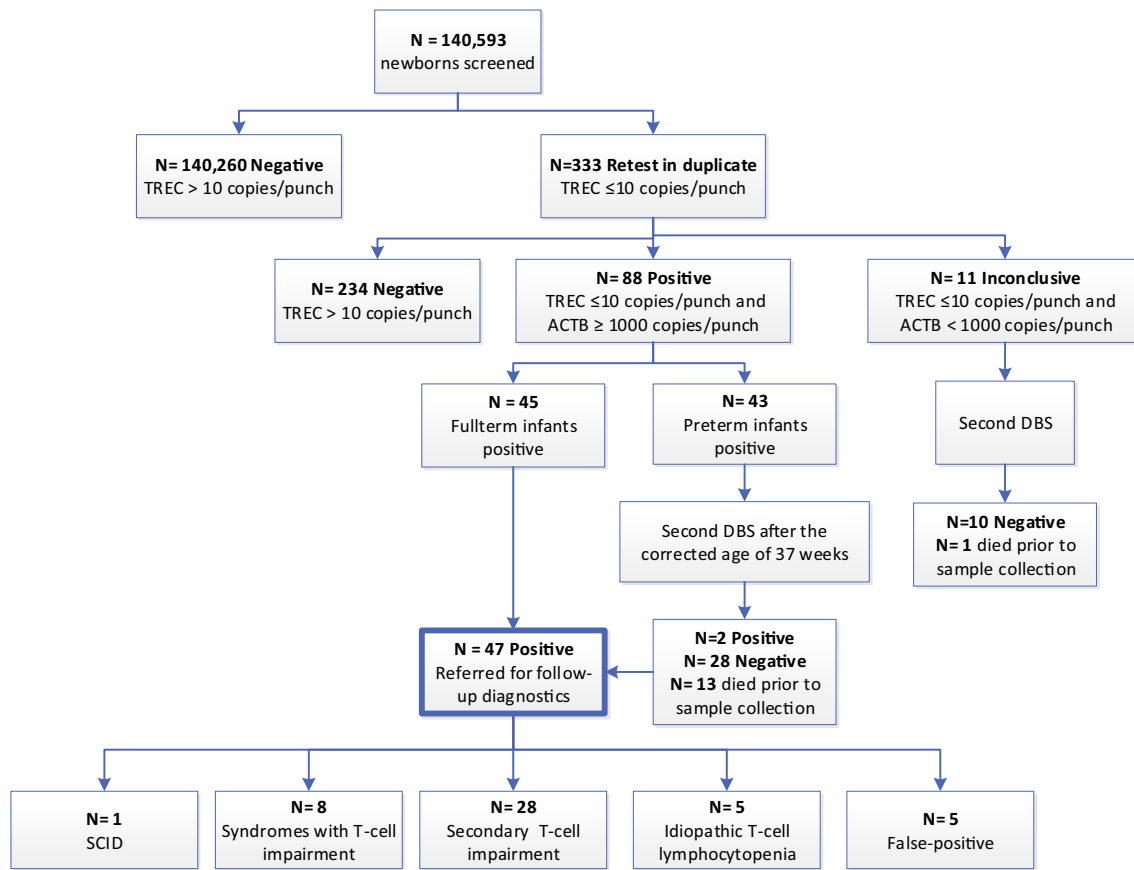 N = 140,593
newborns screened
N= 140,260 Negative
TREC > 10 copies/punch
N=333 Retest in duplicate
TREC ≤10 copies/punch
N= 234 Negative
TREC > 10 copies/punch
N= 88 Positive
TREC ≤10 copies/punch and
ACTB ≥ 1000 copies/punch
N= 11 Inconclusive
TREC ≤10 copies/punch and
ACTB < 1000 copies/punch
N = 45
Fullterm infants
positive
N= 43
Preterm infants
positive
Second DBS
Second DBS after the
corrected age of 37 weeks
N=10 Negative
N= 1 died prior to
sample collection
N = 47 Positive
Referred for follow-
up diagnostics
N=2 Positive
N= 28 Negative
N= 13 died prior to
sample collection
N= 1
SCID
N= 8
Syndromes with T-cell
impairment
N= 28
Secondary T-cell
impairment
N= 5
Idiopathic T-cell
lymphocytopenia
N= 5
False-positive